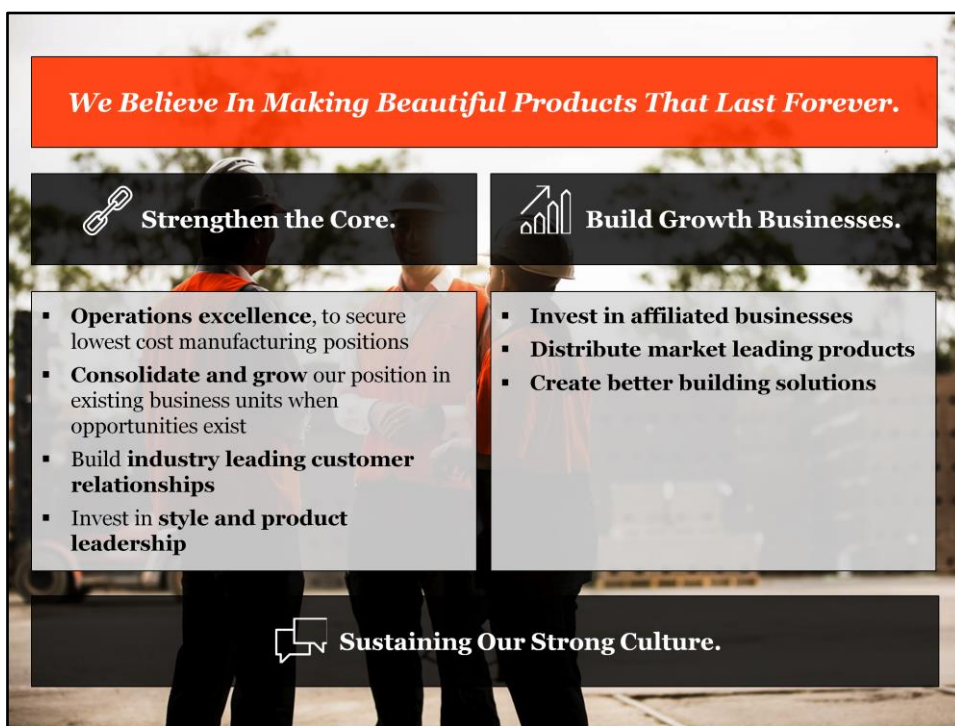 We Believe In Making Beautiful Products That Last Forever.
Strengthen the Core.
Build Growth Businesses.
▪ Operations excellence, to secure
lowest cost manufacturing positions
▪ Consolidate and grow our position in
existing business units when
opportunities exist
▪ Build industry leading customer
relationships
▪ Invest in style and product
leadership
▪ Invest in affiliated businesses
▪ Distribute market leading products
▪ Create better building solutions
Sustaining Our Strong Culture.